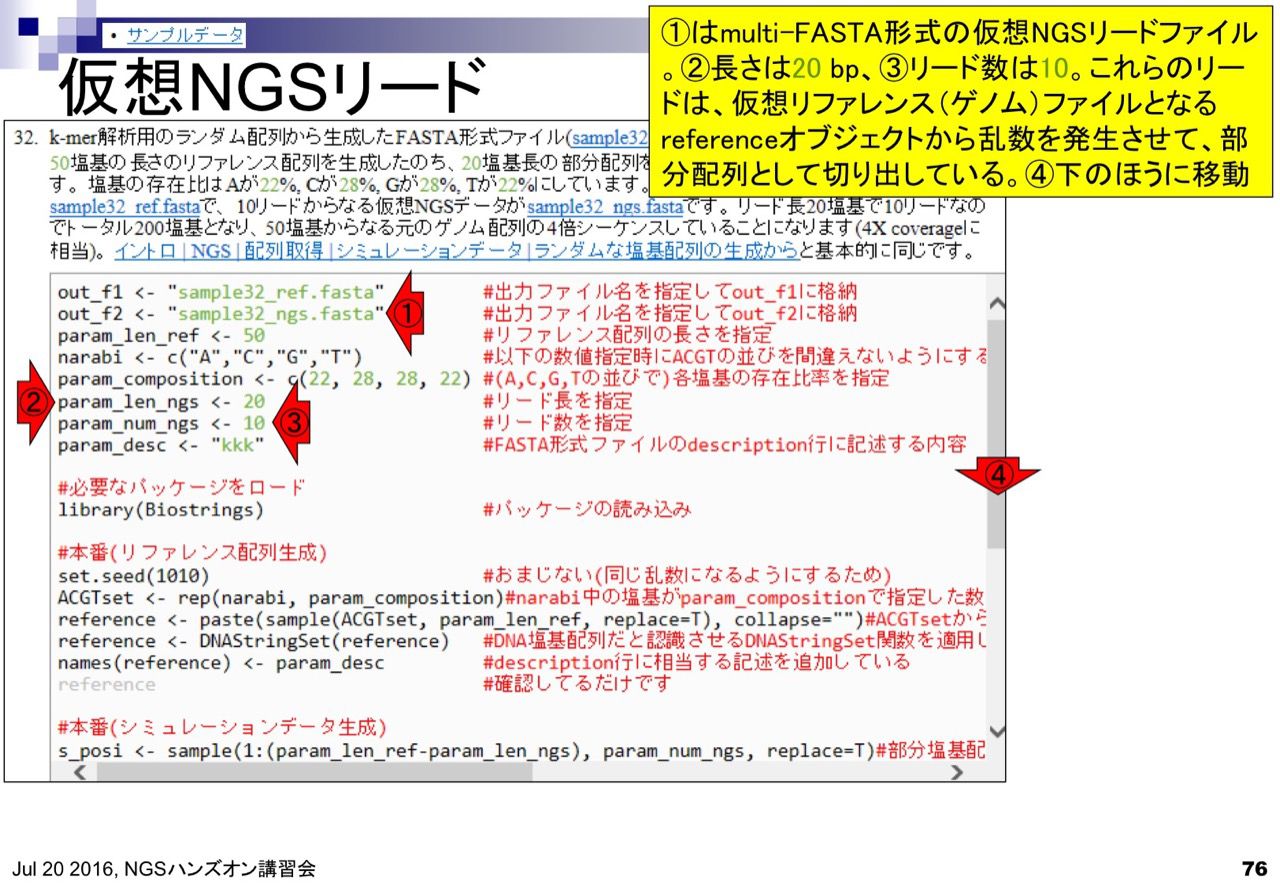 • サンプルデータ
仮想NGSリード
①はmulti-FASTA形式の仮想NGSリードファイル
。②長さは20 bp、③リード数は10。これらのリー
ドは、仮想リファレンス（ゲノム）ファイルとなる
referenceオブジェクトから乱数を発生させて、部
分配列として切り出している。④下のほうに移動
32. k-mer解析用のランダム配列から生成したFASTA形式ファイル(sample32
50塩基の長さのリファレンス配列を生成したのち、20塩基長の部分配列を
す。塩基の存在比はAが22%, Cが28%, Gが28%, Tが22%にしています。
sample32_ref.fastaで、10リードからなる仮想NGSデータがsample32_ngs.fastaです。リード長20塩基で10リードなの
でトータル200塩基となり、50塩基からなる元のゲノム配列の4倍シーケンスしていることになります(4X coverageに
相当)。イントロ | NGS | 配列取得 | シミュレーションデータ | ランダムな塩基配列の生成からと基本的に同じです。
out_f1 <- "sample32_ref.fasta" #出力ファイル名を指定してout_f1に格納
out_f2 <- "sample32_ngs.fasta" ① #出力ファイル名を指定してout_f2に格納
param_len_ref <- 50 #リファレンス配列の長さを指定
narabi <- c("A","C","G","T") #以下の数値指定時にACGTの並びを間違えないようにする
param_composition <- c(22, 28, 28, 22) #(A,C,G,Tの並びで)各塩基の存在比率を指定
② param_len_ngs <- 20 #リード長を指定
param_num_ngs <- 10 ③ #リード数を指定
param_desc <- "kkk" #FASTA形式ファイルのdescription行に記述する内容
④
#必要なパッケージをロード
library(Biostrings) #パッケージの読み込み
#本番(リファレンス配列生成)
set.seed(1010) #おまじない(同じ乱数になるようにするため)
ACGTset <- rep(narabi, param_composition)#narabi中の塩基がparam_compositionで指定した数
reference <- paste(sample(ACGTset, param_len_ref, replace=T), collapse="")#ACGTsetから
reference <- DNAStringSet(reference) #DNA塩基配列だと認識させるDNAStringSet関数を適用し
names(reference) <- param_desc #description行に相当する記述を追加している
reference #確認してるだけです
#本番(シミュレーションデータ生成)
s_posi <- sample(1:(param_len_ref-param_len_ngs), param_num_ngs, replace=T)#部分塩基配
Jul 20 2016, NGSハンズオン講習会
76